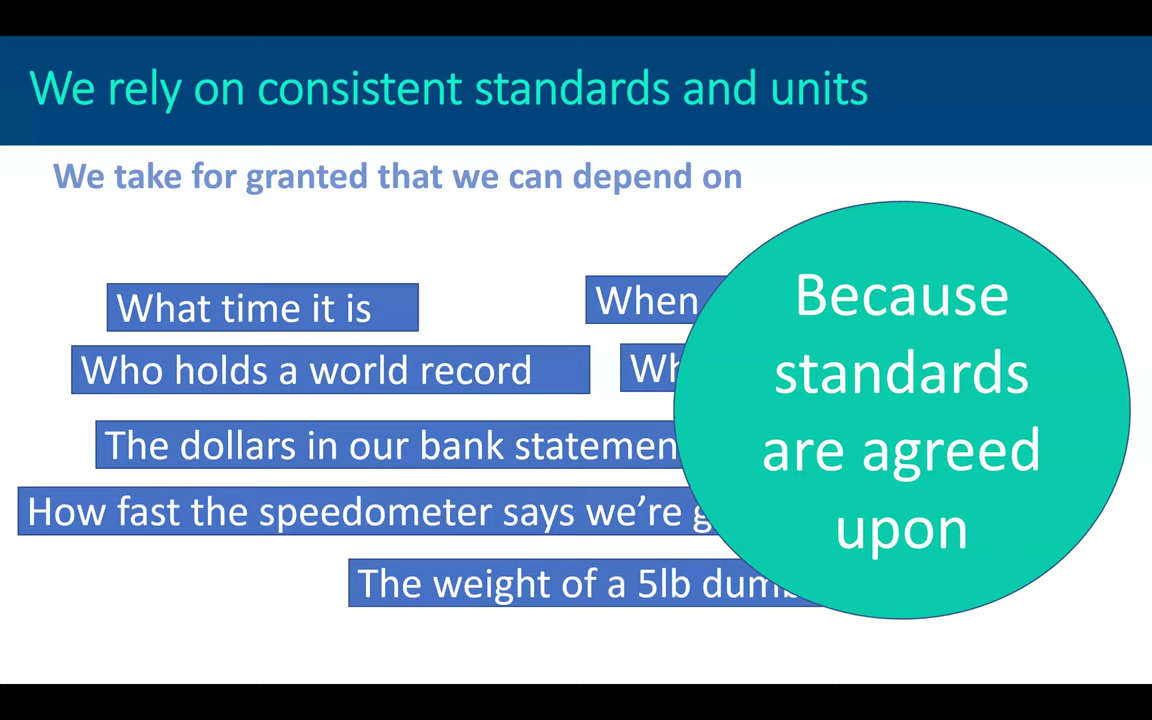 We rely on consistent standards and units
We take for granted that we can depend on
What time it is
When
Who holds a world record
The dollars in our bank statemen
How fast the speedometer says we're g
The weight of a 5lb dumb
Because
standards
are agreed
upon